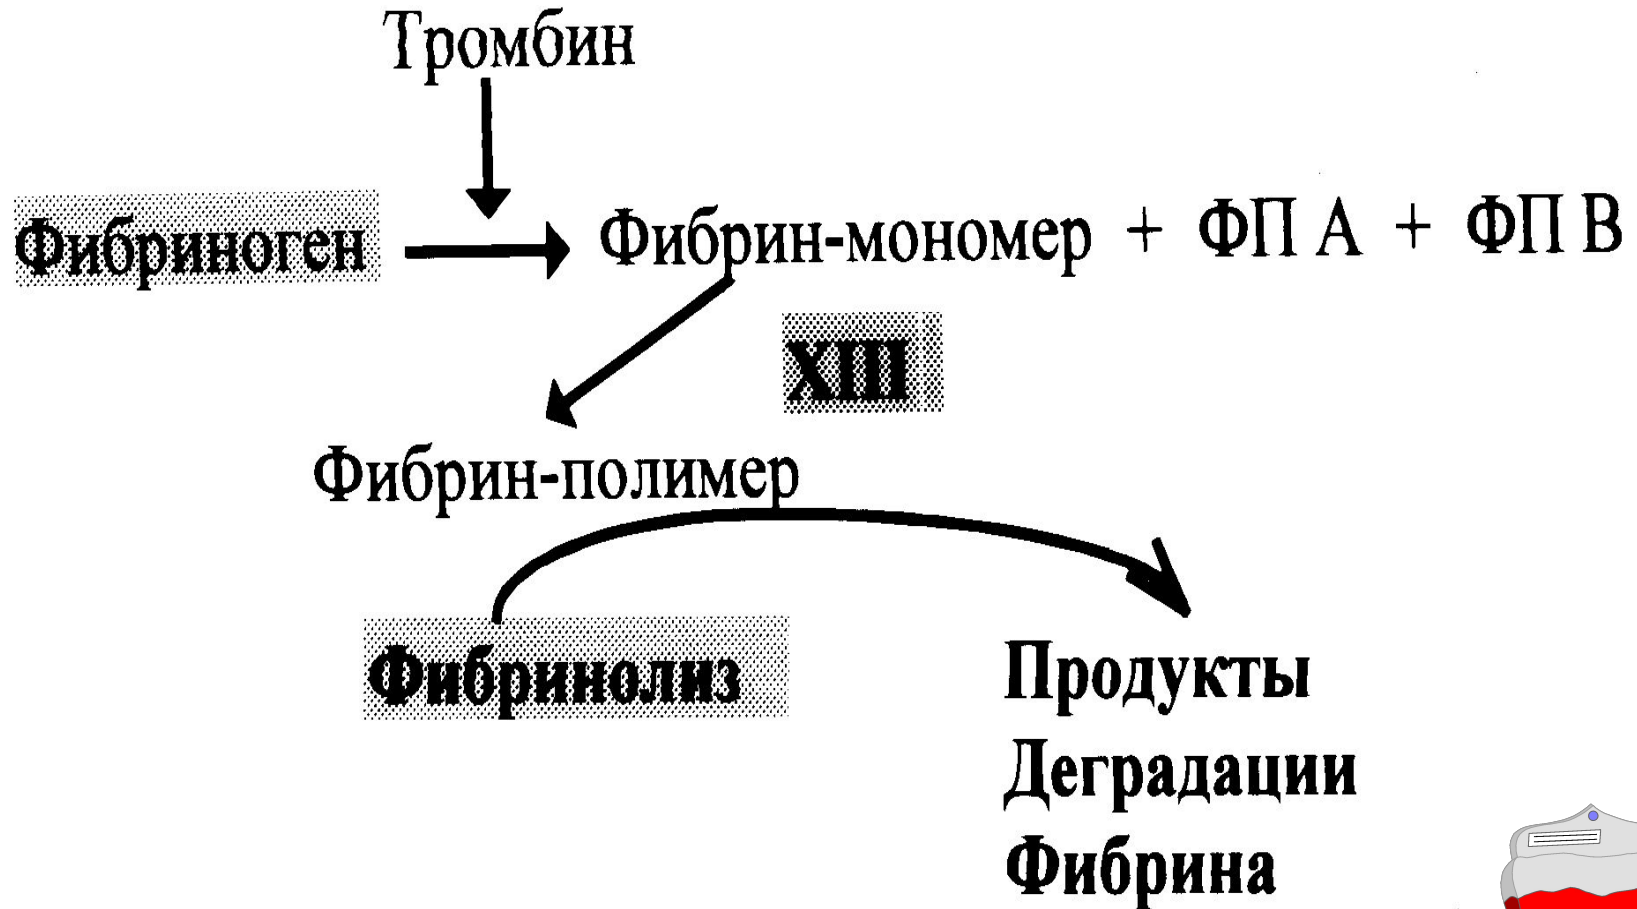 Тромбин
Фибриноген Фибрин-мономер + ФП А + ФП В
XIII
Фибрин-полимер
Фибринолиз
Продукты
Деградации
Фибрина